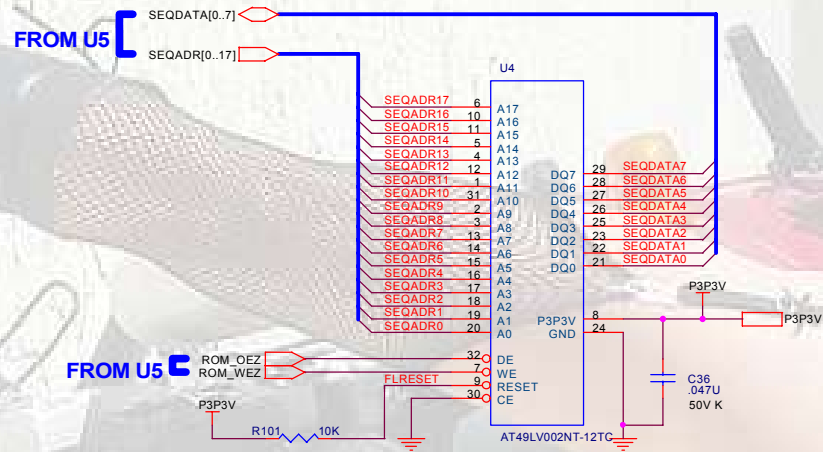 SEQDATA[0..7]
FROM U5
SEQADR[0..17]
U4
SEQADR17 6 A17
SEQADR16 10 A16
SEQADR15 11 A15
SEQADR14 5 A14
SEQADR13 4 A13
SEQADR12 12 A12 DQ7 29 SEQDATA7
SEQADR11 1 A11 DQ6 28 SEQDATA6
SEQADR10 31 A10 DQ5 27 SEQDATA5
SEQADR9 2 A9 DQ4 26 SEQDATA4
SEQADR8 3 A8 DQ3 25 SEQDATA3
SEQADR7 13 A7 DQ2 23 SEQDATA2
SEQADR6 14 A6 DQ1 22 SEQDATA1
SEQADR5 15 A5 DQ0 21 SEQDATA0
SEQADR4 16 A4
SEQADR3 17 A3
SEQADR2 18 A2
SEQADR1 19 A1 P3P3V 8
SEQADR0 20 A0 GND 24
P3P3V
P3P3V
FROM U5
ROM_OEZ 32 DE
ROM_WEZ 7 WE
FLRESET 9 RESET
30 CE
C36
.047U
50V K
P3P3V
R101 10K
AT49LV002NT-12TC